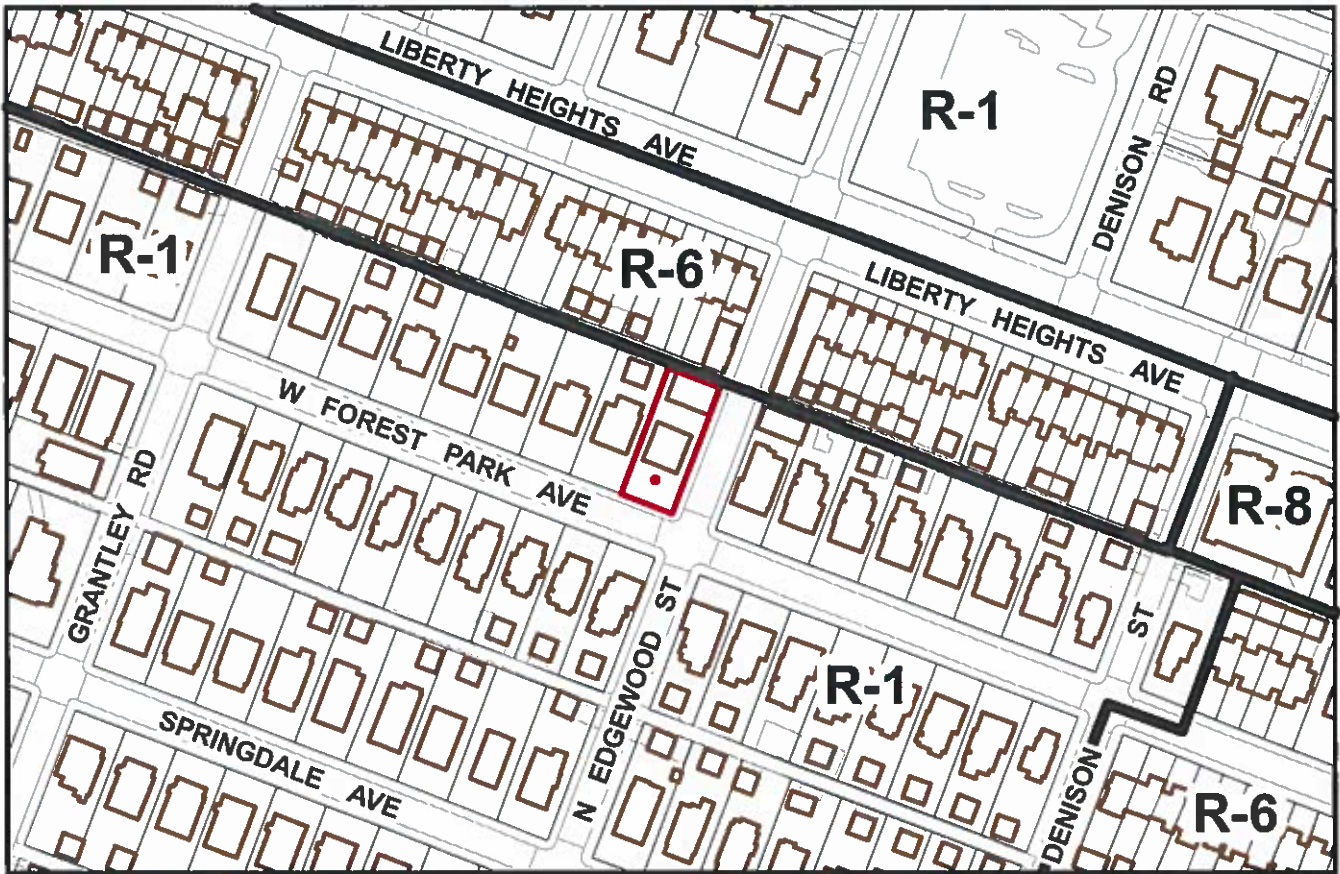 LIBERTY HEIGHTS AVE
R-1
DENISON RD
R-1
R-6
LIBERTY HEIGHTS AVE
W FOREST PARK AVE
R-8
GRANTLEY RD
N EDGEWOOD ST
ST
R-1
SPRINGDALE AVE
DENISON
R-6